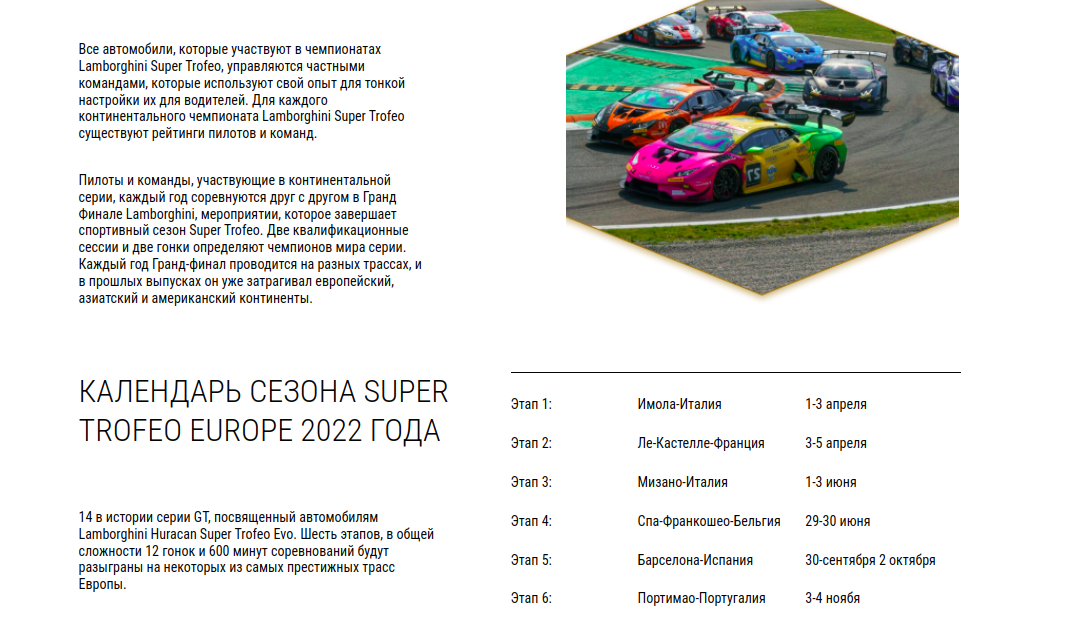 Все автомобили, которые участвуют в чемпионатах
Lamborghini Super Trofeo, управляются частными
командами, которые используют свой опыт для тонкой
настройки их для водителей. Для каждого
континентального чемпионата Lamborghini Super Trofeo
существуют рейтинги пилотов и команд.
Пилоты и команды, участвующие в континентальной
серии, каждый год соревнуются друг с другом в Гранд
Финале Lamborghini, мероприятии, которое завершает
спортивный сезон Super Trofeo. Две квалификационные
сессии и две гонки определяют чемпионов мира серии.
Каждый год Гранд-финал проводится на разных трассах, и
в прошлых выпусках он уже затрагивал европейский,
азиатский и американский континенты.
КАЛЕНДАРЬ СЕЗОНА SUPER
TROFEO EUROPE 2022 ГОДА
14 в истории серии GT, посвященный автомобилям
Lamborghini Huracan Super Trofeo Evo. Шесть этапов, в общей
сложности 12 гонок и 600 минут соревнований будут
разыграны на некоторых из самых престижных трасс
Европы.
Этап 1: Имола-Италия 1-3 апреля
Этап 2: Ле-Кастелле-Франция 3-5 апреля
Этап 3: Мизано-Италия 1-3 июня
Этап 4: Спа-Франкошео-Бельгия 29-30 июня
Этап 5: Барселона-Испания 30-сентября 2 октября
Этап 6: Портимао-Португалия 3-4 ноябя